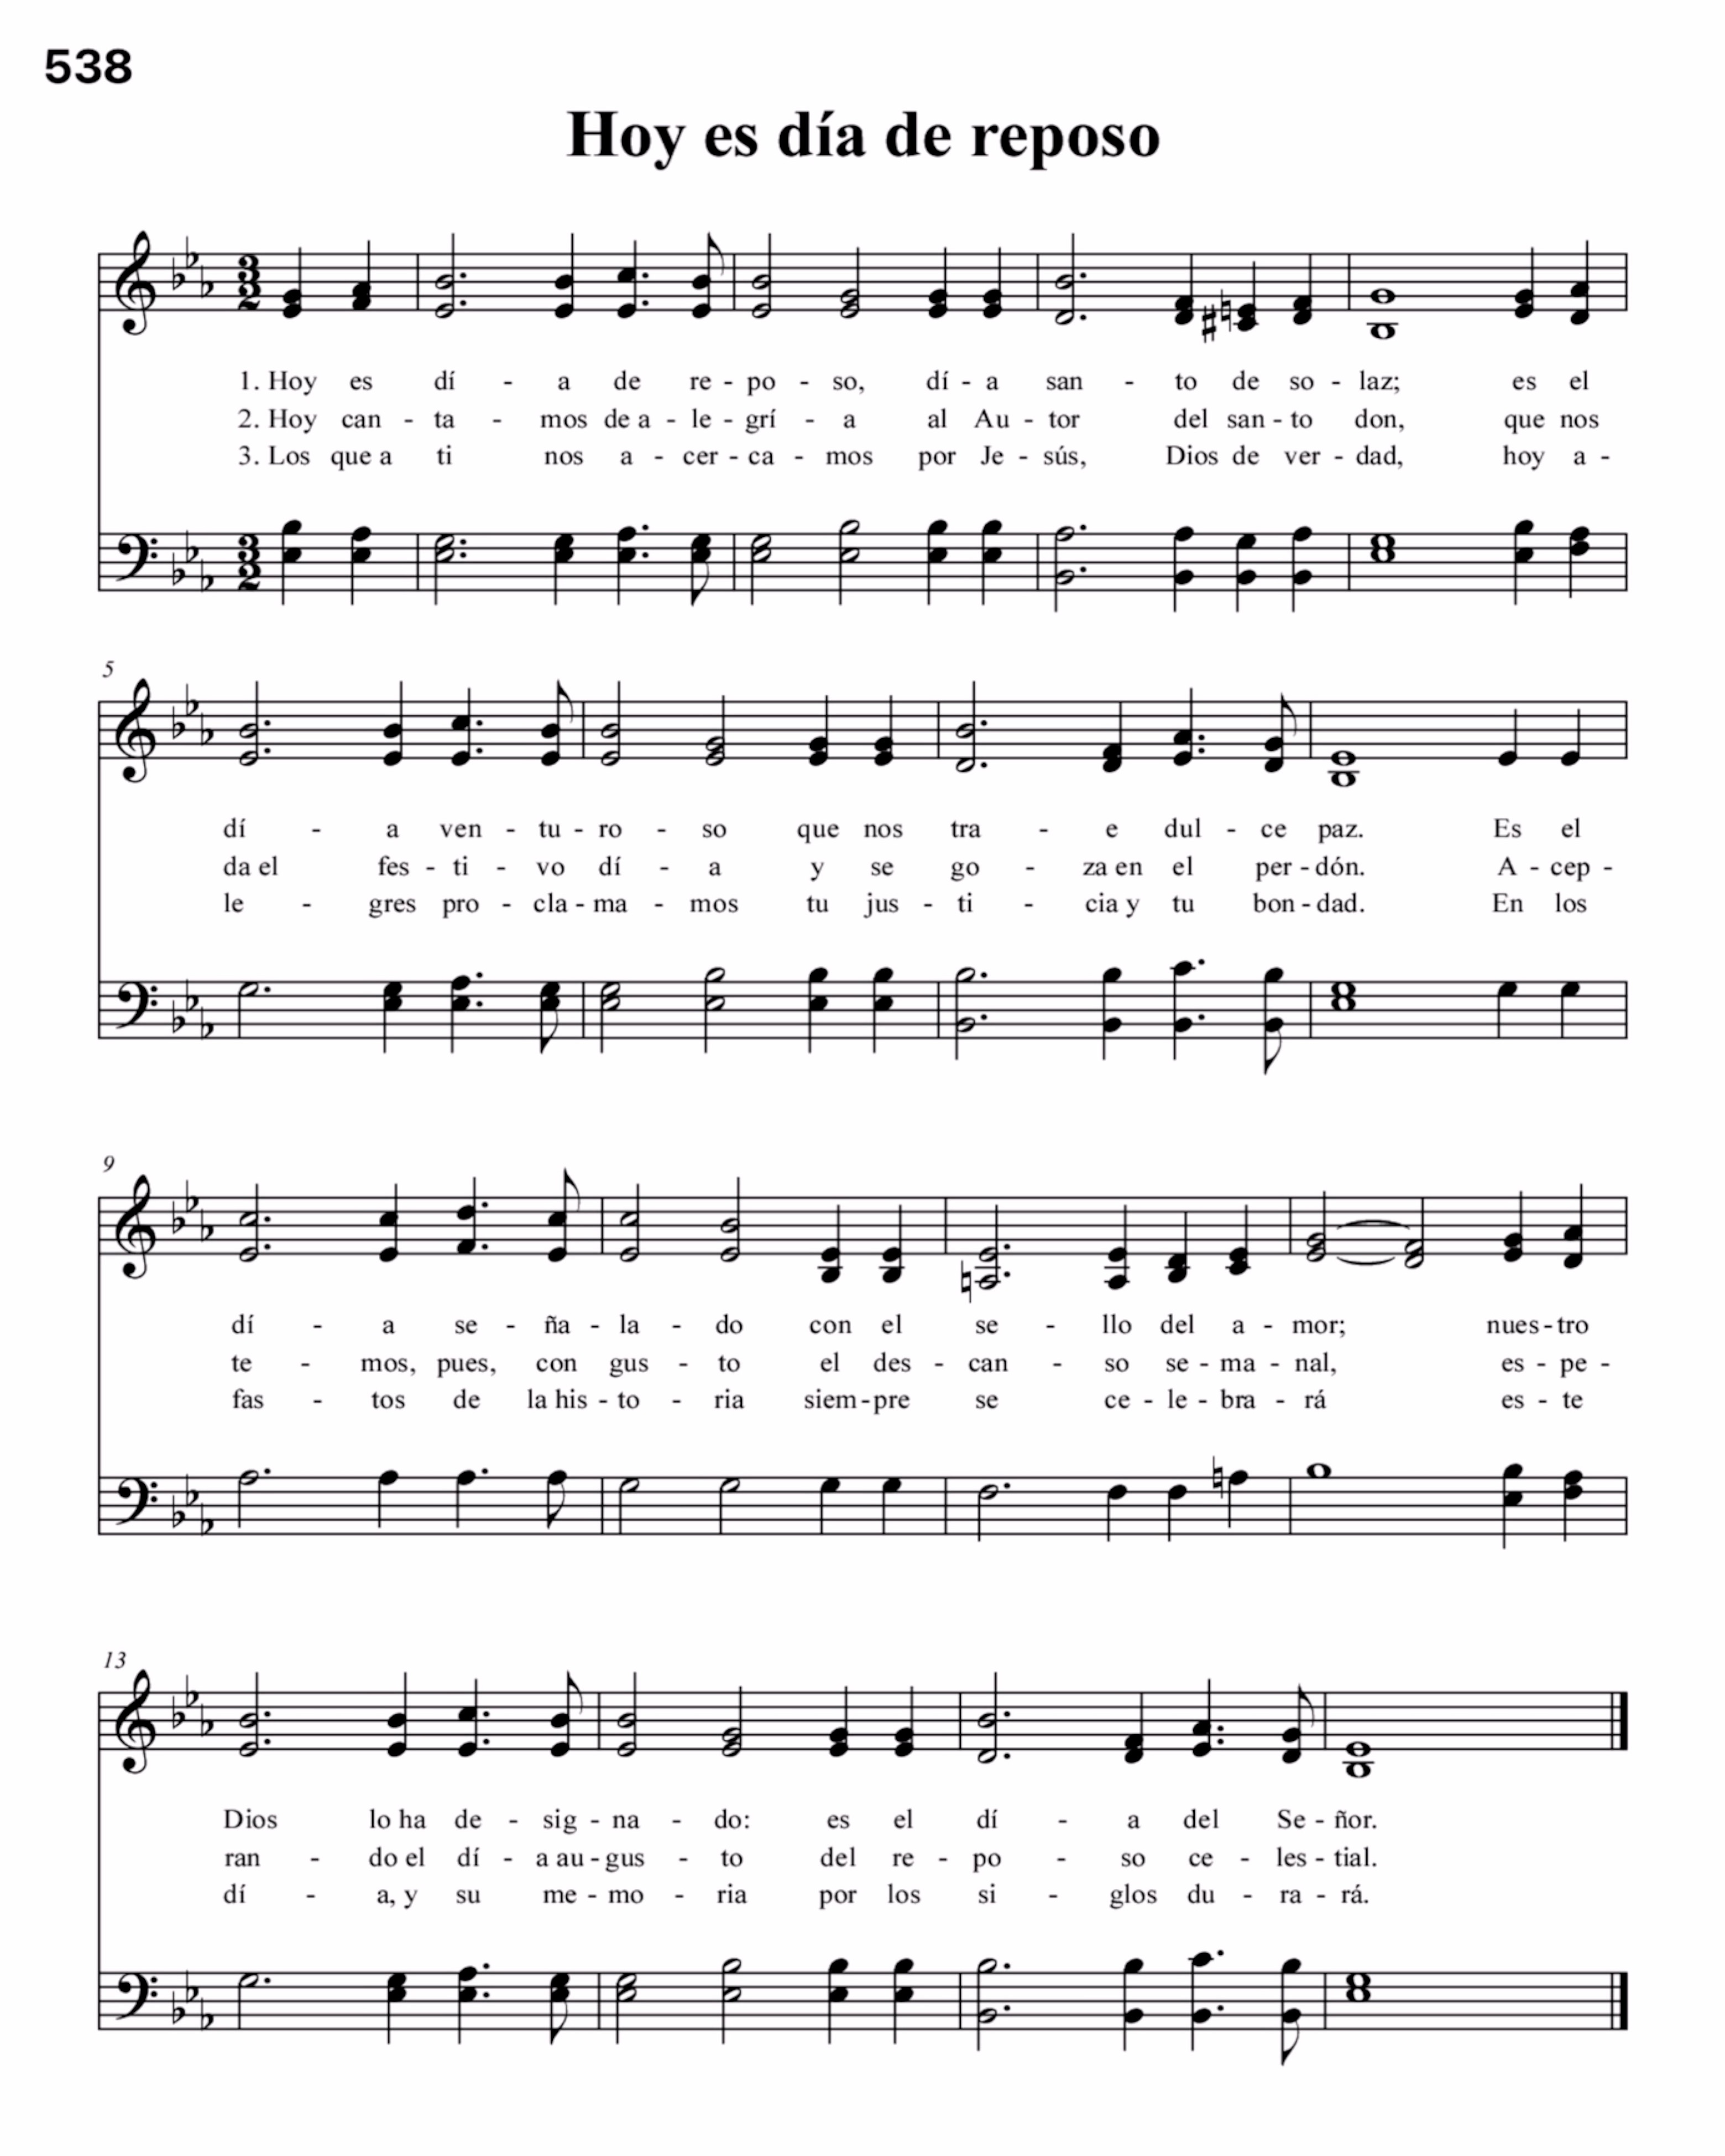 538
Hoy es día de reposo
1. Hoy es dí - a de re - po - so, dí - a san - to de so - laz; es el
2. Hoy can - ta - mos de a - le - grí - a al Au - tor del san - to don, que nos
3. Los que a ti nos a - cer - ca - mos por Je - sús, Dios de ver - dad, hoy a -
5
dí - a ven - tu - ro - so que nos tra - e dul - ce paz. Es el
da el fes - ti - vo dí - a y se go - za en el per - dón. A - cep -
le - gres pro - cla - ma - mos tu jus - ti - cia y tu bon - dad. En los
9
dí - a se - ña - la - do con el se - llo del a - mor; nues - tro
te - mos, pues, con gus - to el des - can - so se - ma - nal, es - pe -
fas - tos de la his - to - ria siem - pre se ce - le - bra - rá es - te
13
Dios lo ha de - sig - na - do: es el dí - a del Se - ñor.
ran - do el dí - a au - gus - to del re - po - so ce - les - tial.
dí - a, y su me - mo - ria por los si - glos du - ra - rá.